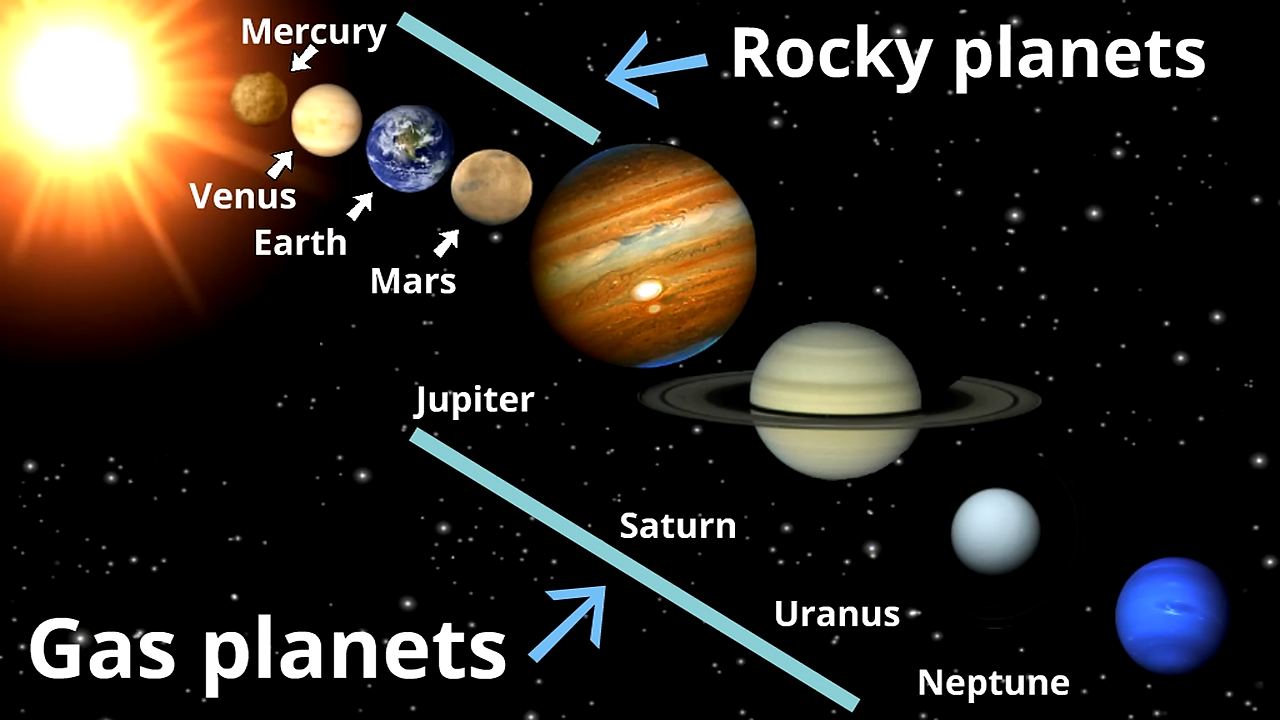 Mercury
Rocky planets
Venus
Earth
Mars
Jupiter
Saturn
Uranus
Gas planets
Neptune